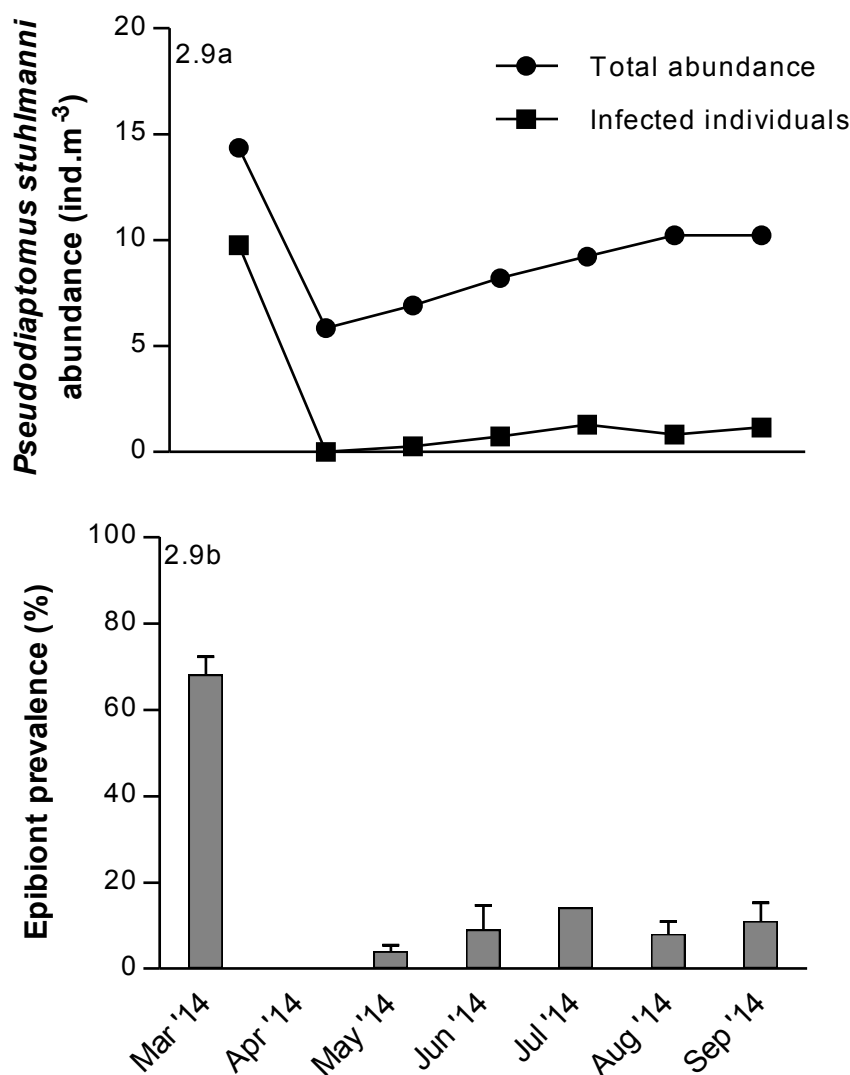 20
2.9a
15
10
5
0
Pseudodiaptomus stuhlmanni
abundance (ind.m-3)
Total abundance
Infected individuals
100
2.9b
80
60
40
20
0
Epibiont prevalence (%)
Mar '14
Apr '14
May '14
Jun '14
Jul '14
Aug '14
Sep '14